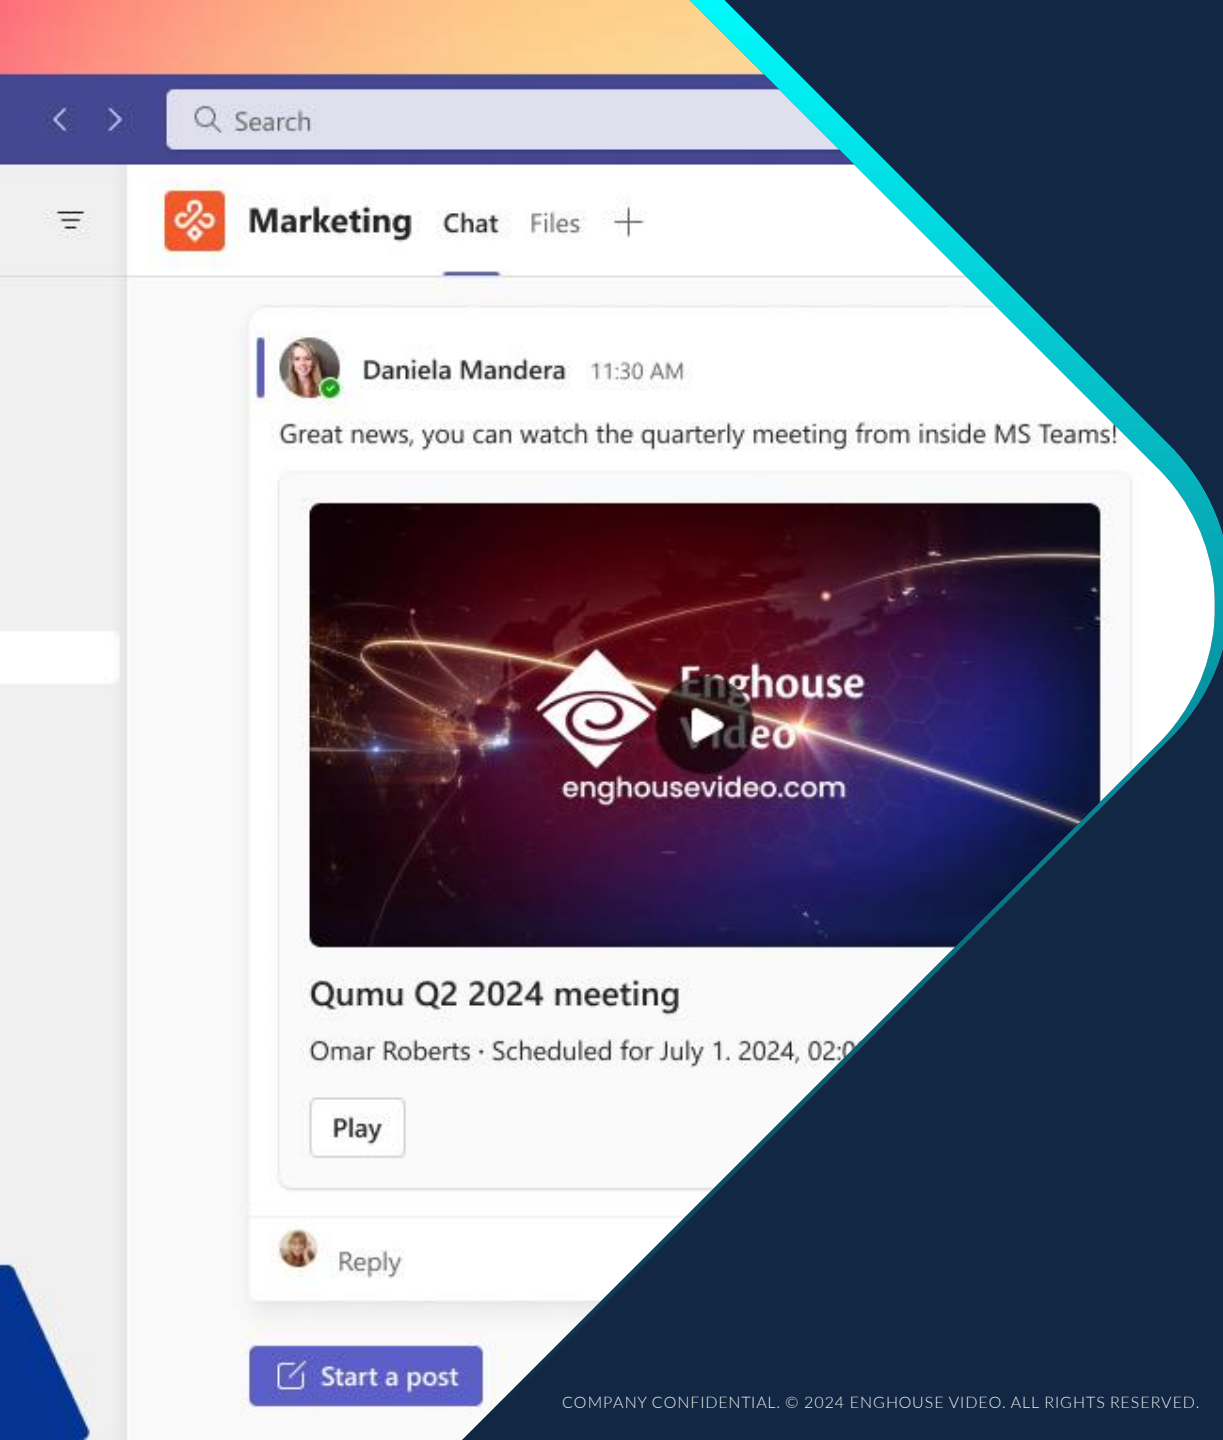 Search
Marketing Chat Files
Daniela Mandera 11:30 AM
Great news, you can watch the quarterly meeting from inside MS Teams!
Enghouse
Video
enghousevideo.com
Qumu Q2 2024 meeting
Omar Roberts · Scheduled for July 1. 2024,
Play
Reply
Start a post
COMPANY CONFIDENTIAL. © 2024 ENGHOUSE VIDEO. ALL RIGHTS RESERVED.